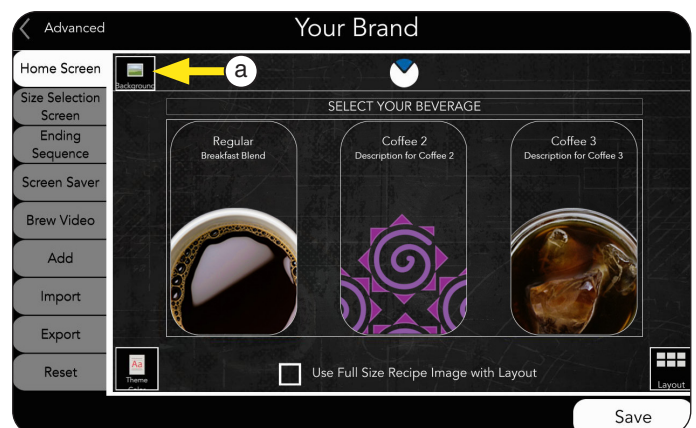 Advanced
Your Brand
Home Screen
Size Selection
Screen
Ending
Sequence
Screen Saver
Brew Video
Add
Import
Export
Reset
Background
a
SELECT YOUR BEVERAGE
Regular
Breakfast Blend
Coffee 2
Description for Coffee 2
Coffee 3
Description for Coffee 3
Aa
Theme
Color
Use Full Size Recipe Image with Layout
Layout
Save